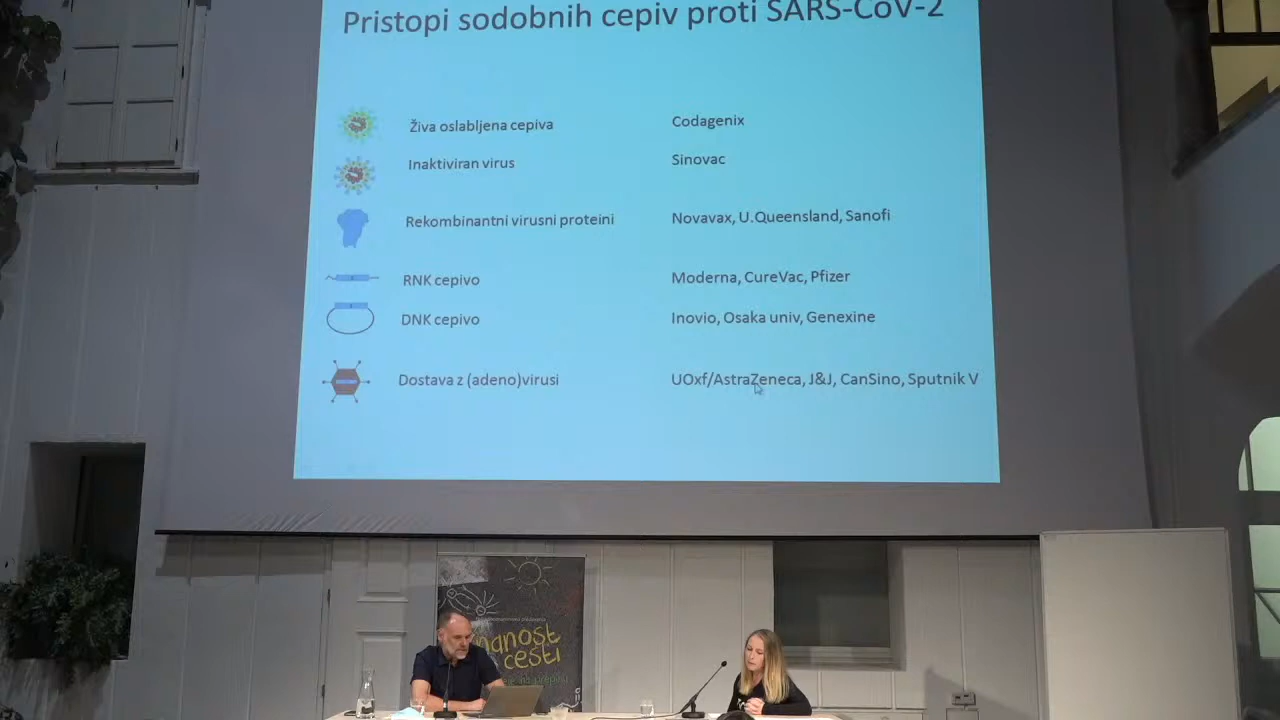 Pristopi sodobnih cepiv proti SARS-CoV-2
Živa oslabljena cepiva Codagenix
Inaktiviran virus Sinovac
Rekombinantni virusni proteini Novavax, U.Queensland, Sanofi
RNK cepivo Moderna, CureVac, Pfizer
DNK cepivo Inovio, Osaka univ, Genexine
Dostava z (adeno)virusi UOxf/AstraZeneca, J&J, CanSino, Sputnik V
nanost
cesti